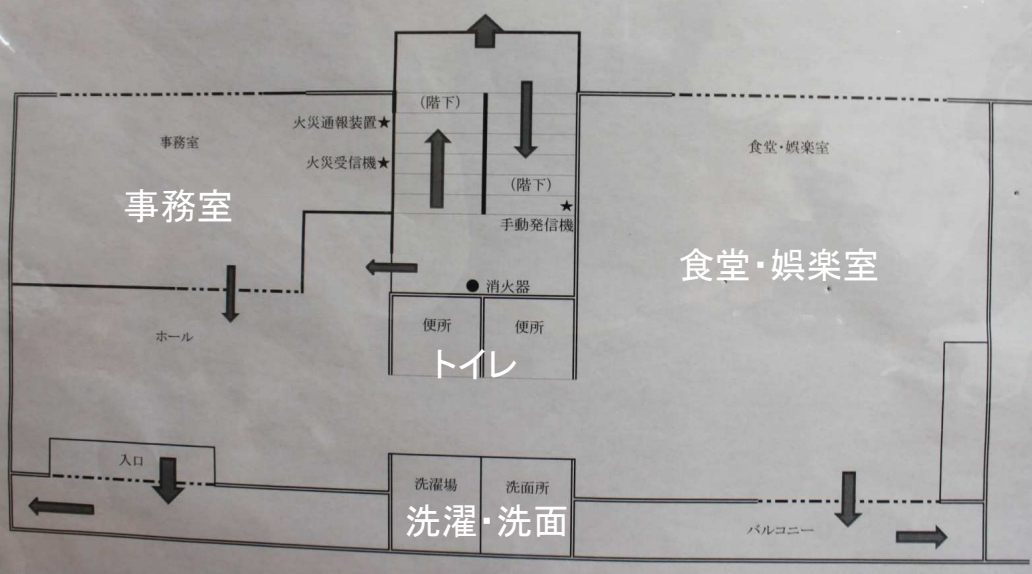 (階下)
火災通報装置★
事務室
食堂・娯楽室
火災受信機★
(階下)
事務室
★
手動発信機
食堂・娯楽室
●消火器
便所
便所
ホール
トイレ
入口
洗濯場
洗面所
洗濯・洗面
バルコニー